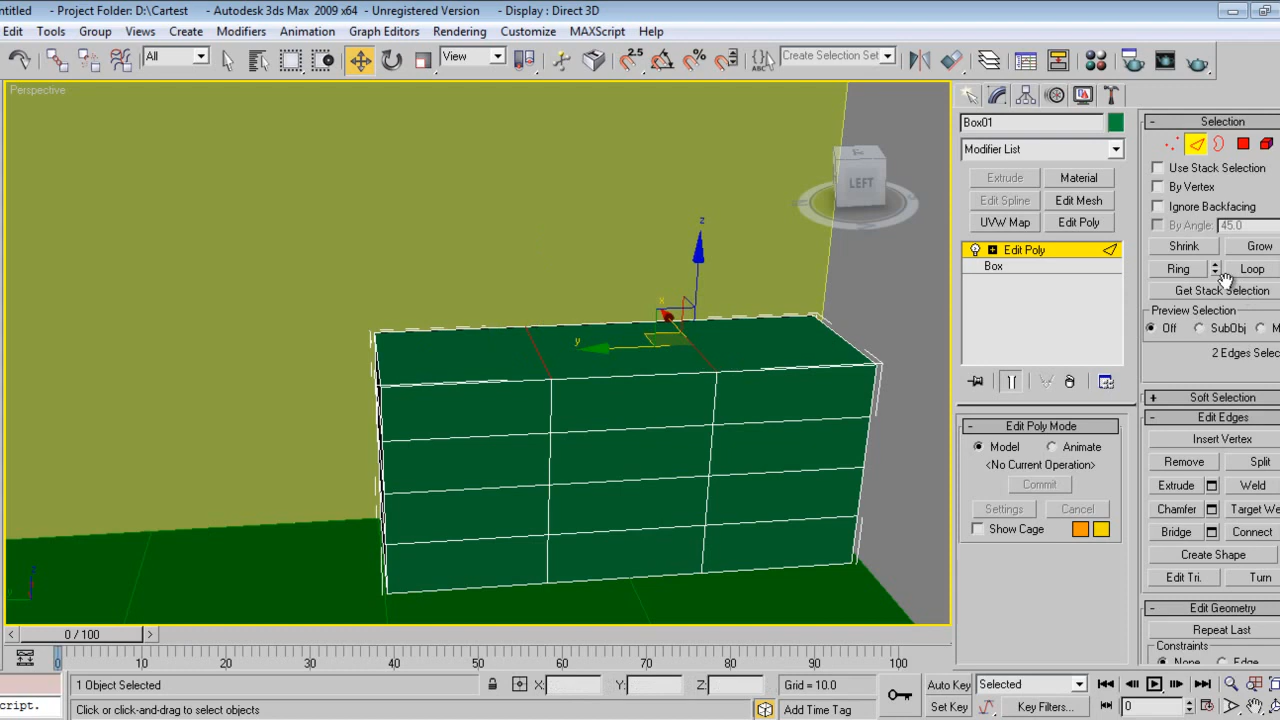 ntitled - Project Folder: D:\Cartest - Autodesk 3ds Max 2009 x64 - Unregistered Version - Display : Direct 3D
Edit Tools Group Views Create Modifiers Animation Graph Editors Rendering Customize MAXScript Help
All View 2.5 ABC Create Selection Set
Perspective
LEFT
z
x
y
Box01
Modifier List
Extrude Material
Edit Spline Edit Mesh
UVW Map Edit Poly
Edit Poly
Box
Edit Poly Mode
Model Animate
<No Current Operation>
Commit
Settings Cancel
Show Cage
Selection
Use Stack Selection
By Vertex
Ignore Backfacing
By Angle: 45.0
Shrink Grow
Ring Loop
Get Stack Selection
Preview Selection
Off SubObj M
2 Edges Selec
Soft Selection
Edit Edges
Insert Vertex
Remove Split
Extrude Weld
Chamfer Target We
Bridge Connect
Create Shape
Edit Tri. Turn
Edit Geometry
Repeat Last
Constraints
None Edge
0 / 100
0 10 20 30 40 50 60 70 80 90 100
1 Object Selected X: Y: Z: Grid = 10.0 Auto Key Selected
cript. Click or click-and-drag to select objects Add Time Tag Set Key Key Filters... 0